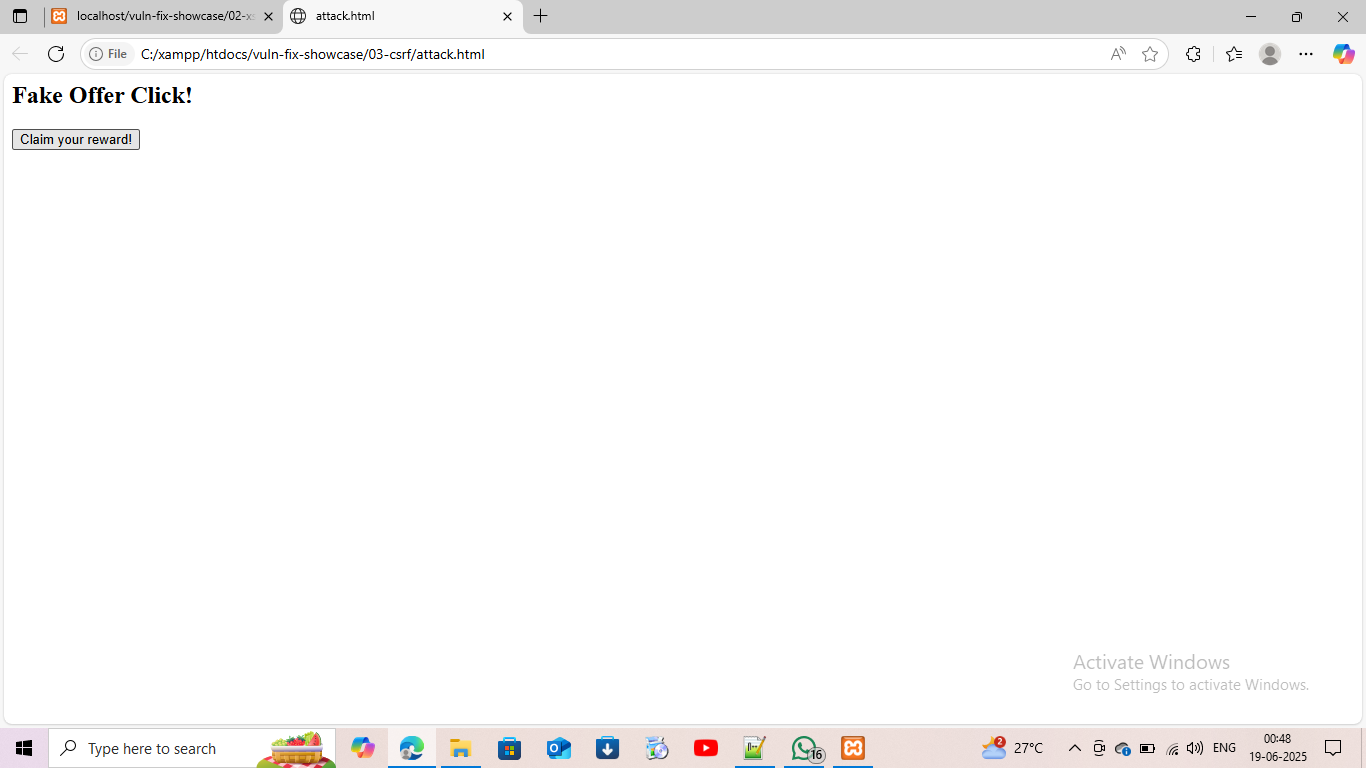 localhost/vuln-fix-showcase/02-xs
attack.html
File
C:/xampp/htdocs/vuln-fix-showcase/03-csrf/attack.html
Fake Offer Click!
Claim your reward!
Activate Windows
Go to Settings to activate Windows.
Type here to search
16
2
27°C
ENG
00:48
19-06-2025